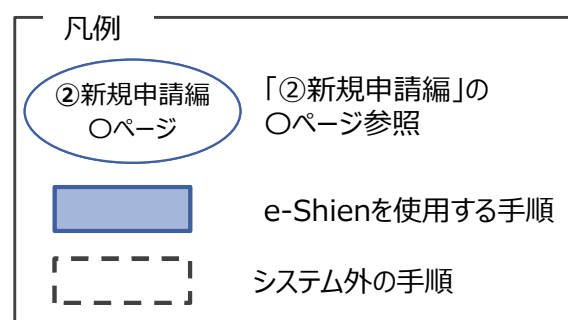 凡例
②新規申請編
〇ページ
「②新規申請編」の
〇ページ参照
e-Shienを使用する手順
システム外の手順